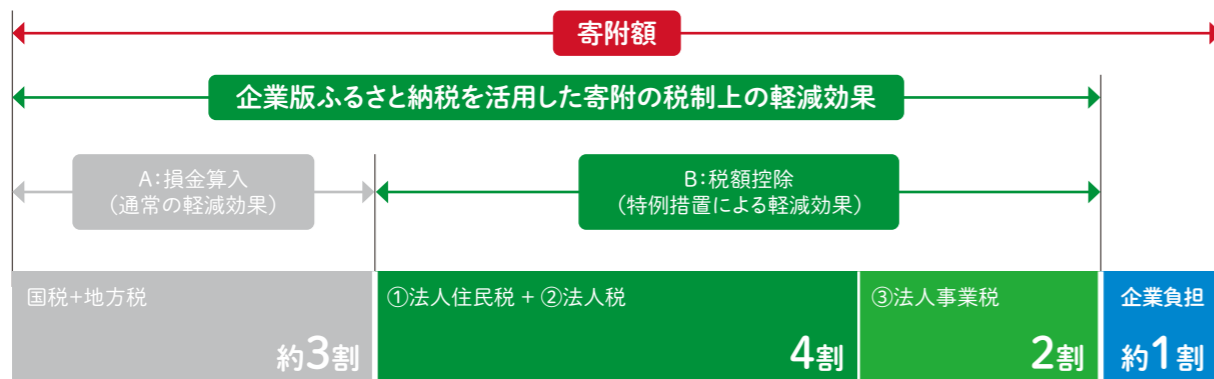 寄附額
企業版ふるさと納税を活用した寄附の税制上の軽減効果
A:損金算入
(通常の軽減効果)
B:税額控除
(特例措置による軽減効果)
国税+地方税
約3割
①法人住民税 + ②法人税
4割
③法人事業税
2割
企業負担
約1割